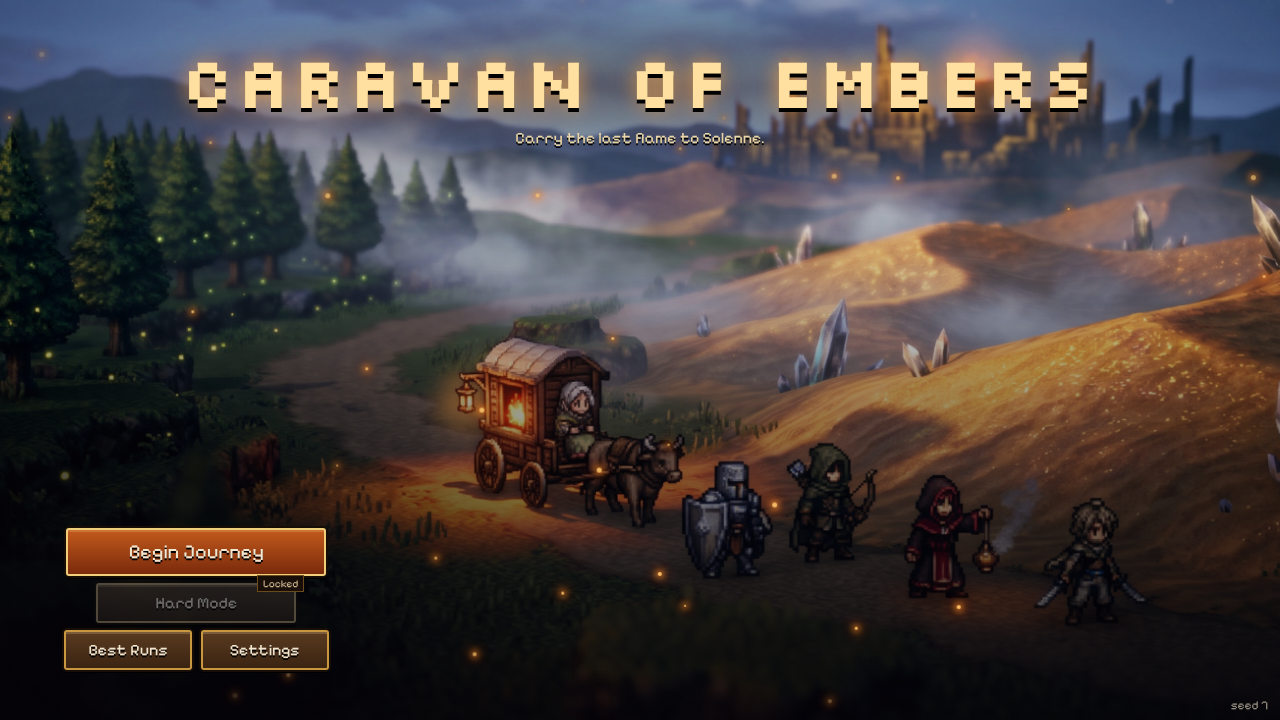 CARAVAN OF EMBERS
Carry the last flame to Solenne.
Begin Journey
Locked
Hard Mode
Best Runs
Settings
seed 7